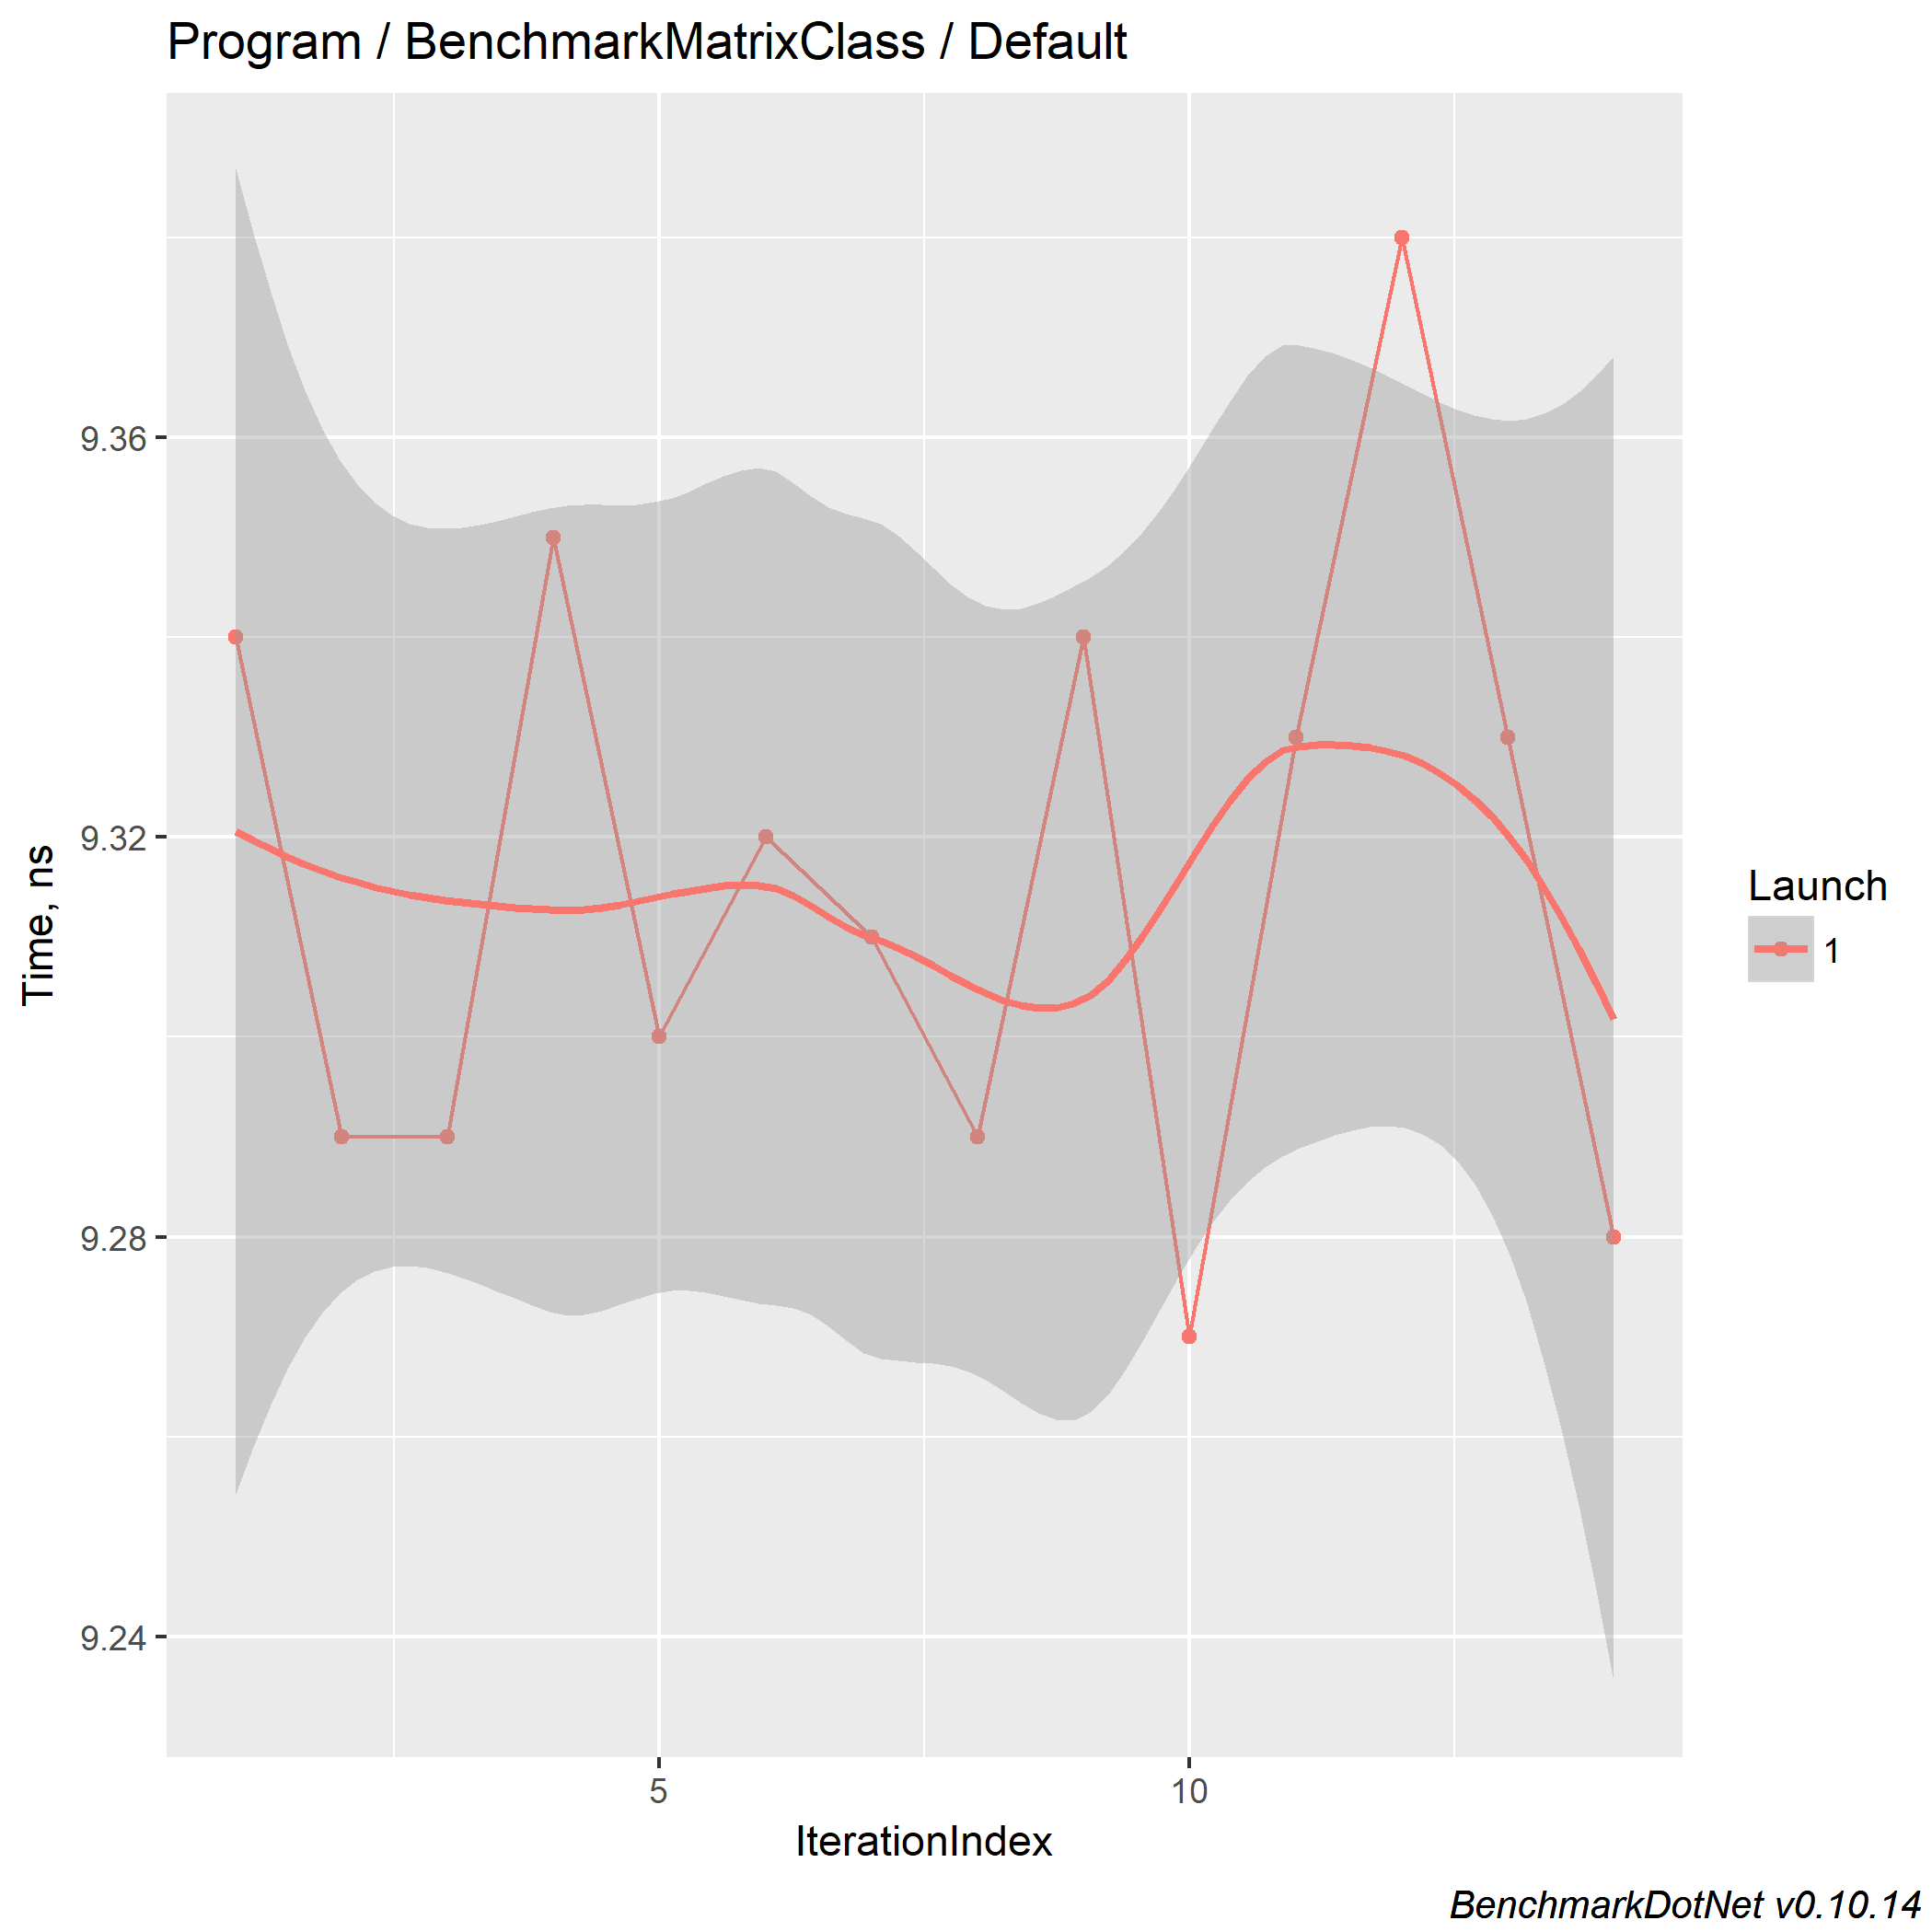 Program / BenchmarkMatrixClass / Default
9.36
9.32
9.28
9.24
Time, ns
5
10
IterationIndex
Launch
1
BenchmarkDotNet v0.10.14